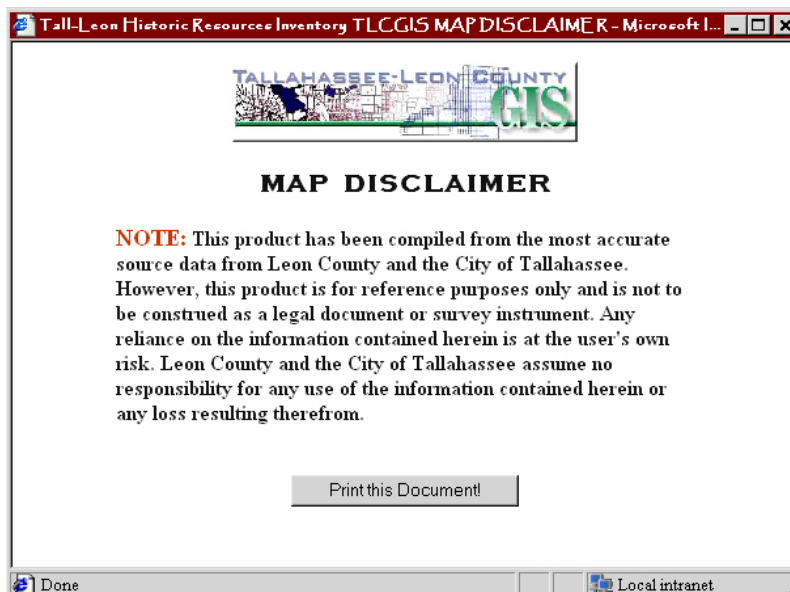 Tall-Leon Historic Resources Inventory TLCGIS MAP DISCLAIMER - Microsoft I...
TALLAHASSEE-LEON COUNTY
GIS
MAP DISCLAIMER
NOTE: This product has been compiled from the most accurate
source data from Leon County and the City of Tallahassee.
However, this product is for reference purposes only and is not to
be construed as a legal document or survey instrument. Any
reliance on the information contained herein is at the user's own
risk. Leon County and the City of Tallahassee assume no
responsibility for any use of the information contained herein or
any loss resulting therefrom.
Print this Document!
Done
Local intranet